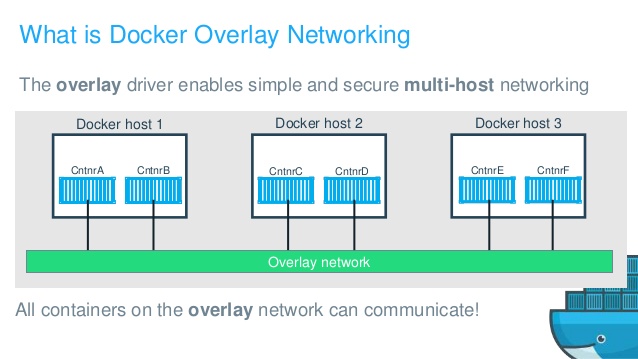 What is Docker Overlay Networking
The overlay driver enables simple and secure multi-host networking
Docker host 1 Docker host 2 Docker host 3
CntnrA CntnrB CntnrC CntnrD CntnrE CntnrF
Overlay network
All containers on the overlay network can communicate!